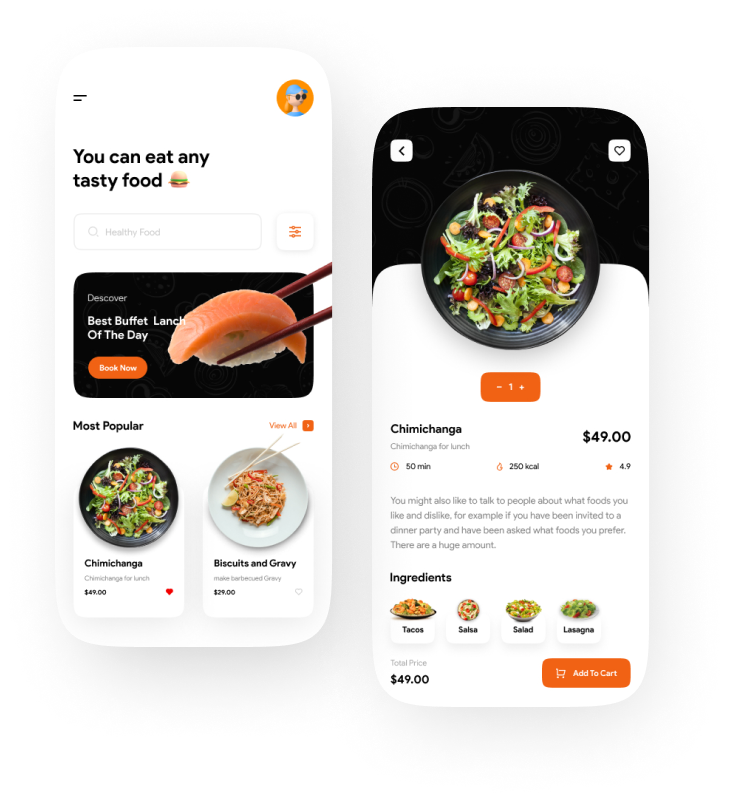 You can eat any
tasty food 🍔
Healthy Food
Descover
Best Buffet Lanch
Of The Day
Book Now
Most Popular
View All
Chimichanga
Chimichanga for lunch
$49.00
Biscuits and Gravy
make barbecued Gravy
$29.00
− 1 +
Chimichanga
$49.00
Chimichanga for lunch
50 min
250 kcal
4.9
You might also like to talk to people about what foods you
like and dislike, for example if you have been invited to a
dinner party and have been asked what foods you prefer.
There are a huge amount.
Ingredients
Tacos
Salsa
Salad
Lasagna
Total Price
$49.00
Add To Cart